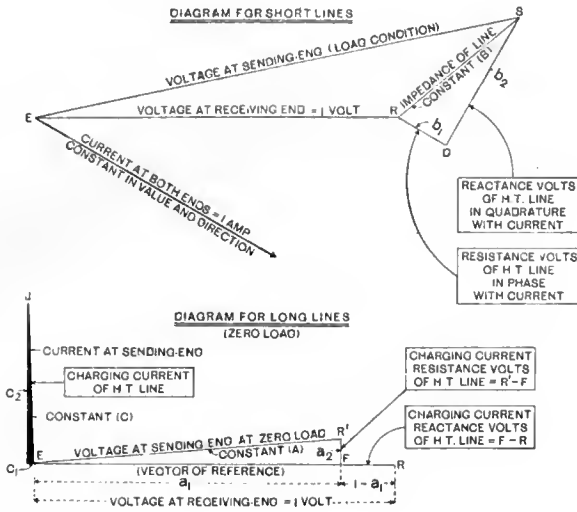 DIAGRAM FOR SHORT LINES
S
VOLTAGE AT SENDING-END (LOAD CONDITION)
IMPEDANCE OF LINE
CONSTANT (B)
b2
E
VOLTAGE AT RECEIVING END = 1 VOLT
R
b1
D
CURRENT AT BOTH ENDS = 1 AMP
CONSTANT IN VALUE AND DIRECTION
REACTANCE VOLTS
OF H.T. LINE
IN QUADRATURE
WITH CURRENT
RESISTANCE VOLTS
OF H T LINE
IN PHASE
WITH CURRENT
DIAGRAM FOR LONG LINES
(ZERO LOAD)
J
CURRENT AT SENDING-END
CHARGING CURRENT
OF H T LINE
C2
CONSTANT (C)
CHARGING CURRENT
RESISTANCE VOLTS
OF H T. LINE = R'-F
CHARGING CURRENT
REACTANCE VOLTS
OF H T. LINE = F-R
R'
VOLTAGE AT SENDING END AT ZERO LOAD
CONSTANT (A)
a2
C1
E
F
R
(VECTOR OF REFERENCE)
a1
1-a1
VOLTAGE AT RECEIVING-END = 1 VOLT